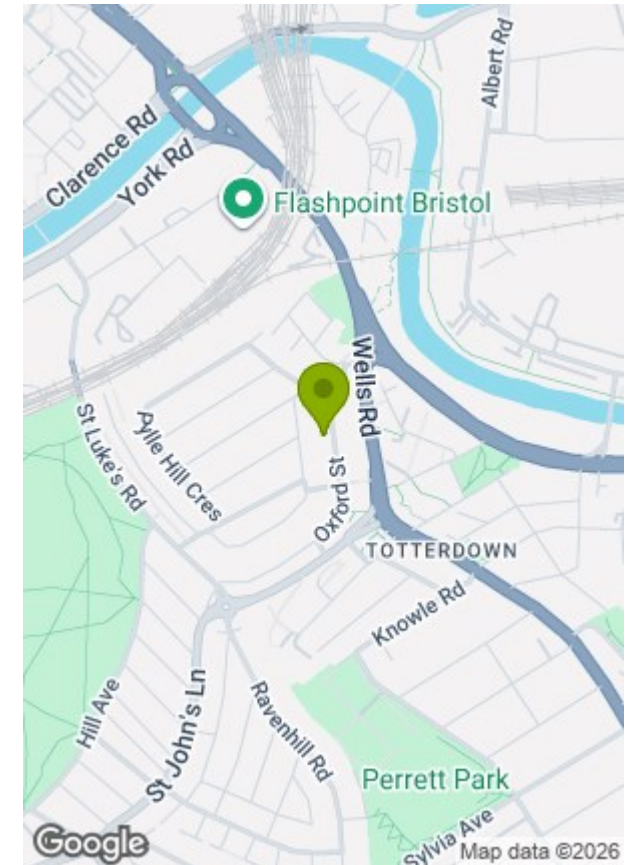 Albert Rd
Clarence Rd
York Rd
Flashpoint Bristol
Wells Rd
St Luke's Rd
Pylle Hill Cres
Oxford St
TOTTERDOWN
Knowle Rd
Hill Ave
St John's Ln
Ravenhill Rd
Perrett Park
Sylvia Ave
Google
Map data ©2026